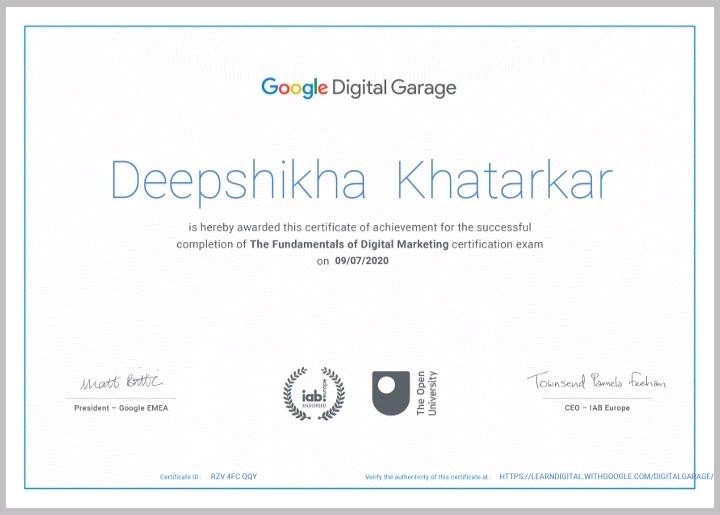 Google Digital Garage
Deepshikha Khatarkar
is hereby awarded this certificate of achievement for the successful
completion of The Fundamentals of Digital Marketing certification exam
on 09/07/2020
Matt Brittin
President – Google EMEA
iab: europe
ENDORSED
The Open
University
Townsend Pamela Feehan
CEO – IAB Europe
Certificate ID : RZV 4FC QQY
Verify the authenticity of this certificate at : HTTPS://LEARNDIGITAL.WITHGOOGLE.COM/DIGITALGARAGE/